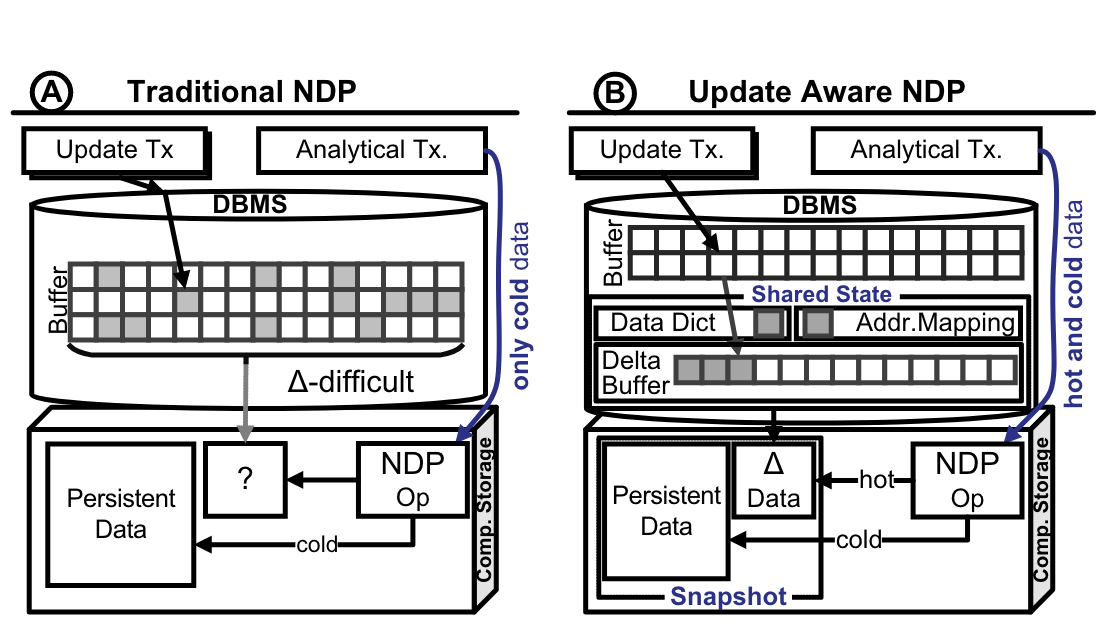 A Traditional NDP
Update Tx
Analytical Tx.
DBMS
Buffer
only cold data
Δ-difficult
Persistent
Data
?
NDP
Op
cold
Comp. Storage
B Update Aware NDP
Update Tx.
Analytical Tx.
DBMS
Buffer
hot and cold data
Shared State
Data Dict
Addr.Mapping
Delta
Buffer
Persistent
Data
Δ
Data
hot
NDP
Op
cold
Snapshot
Comp. Storage